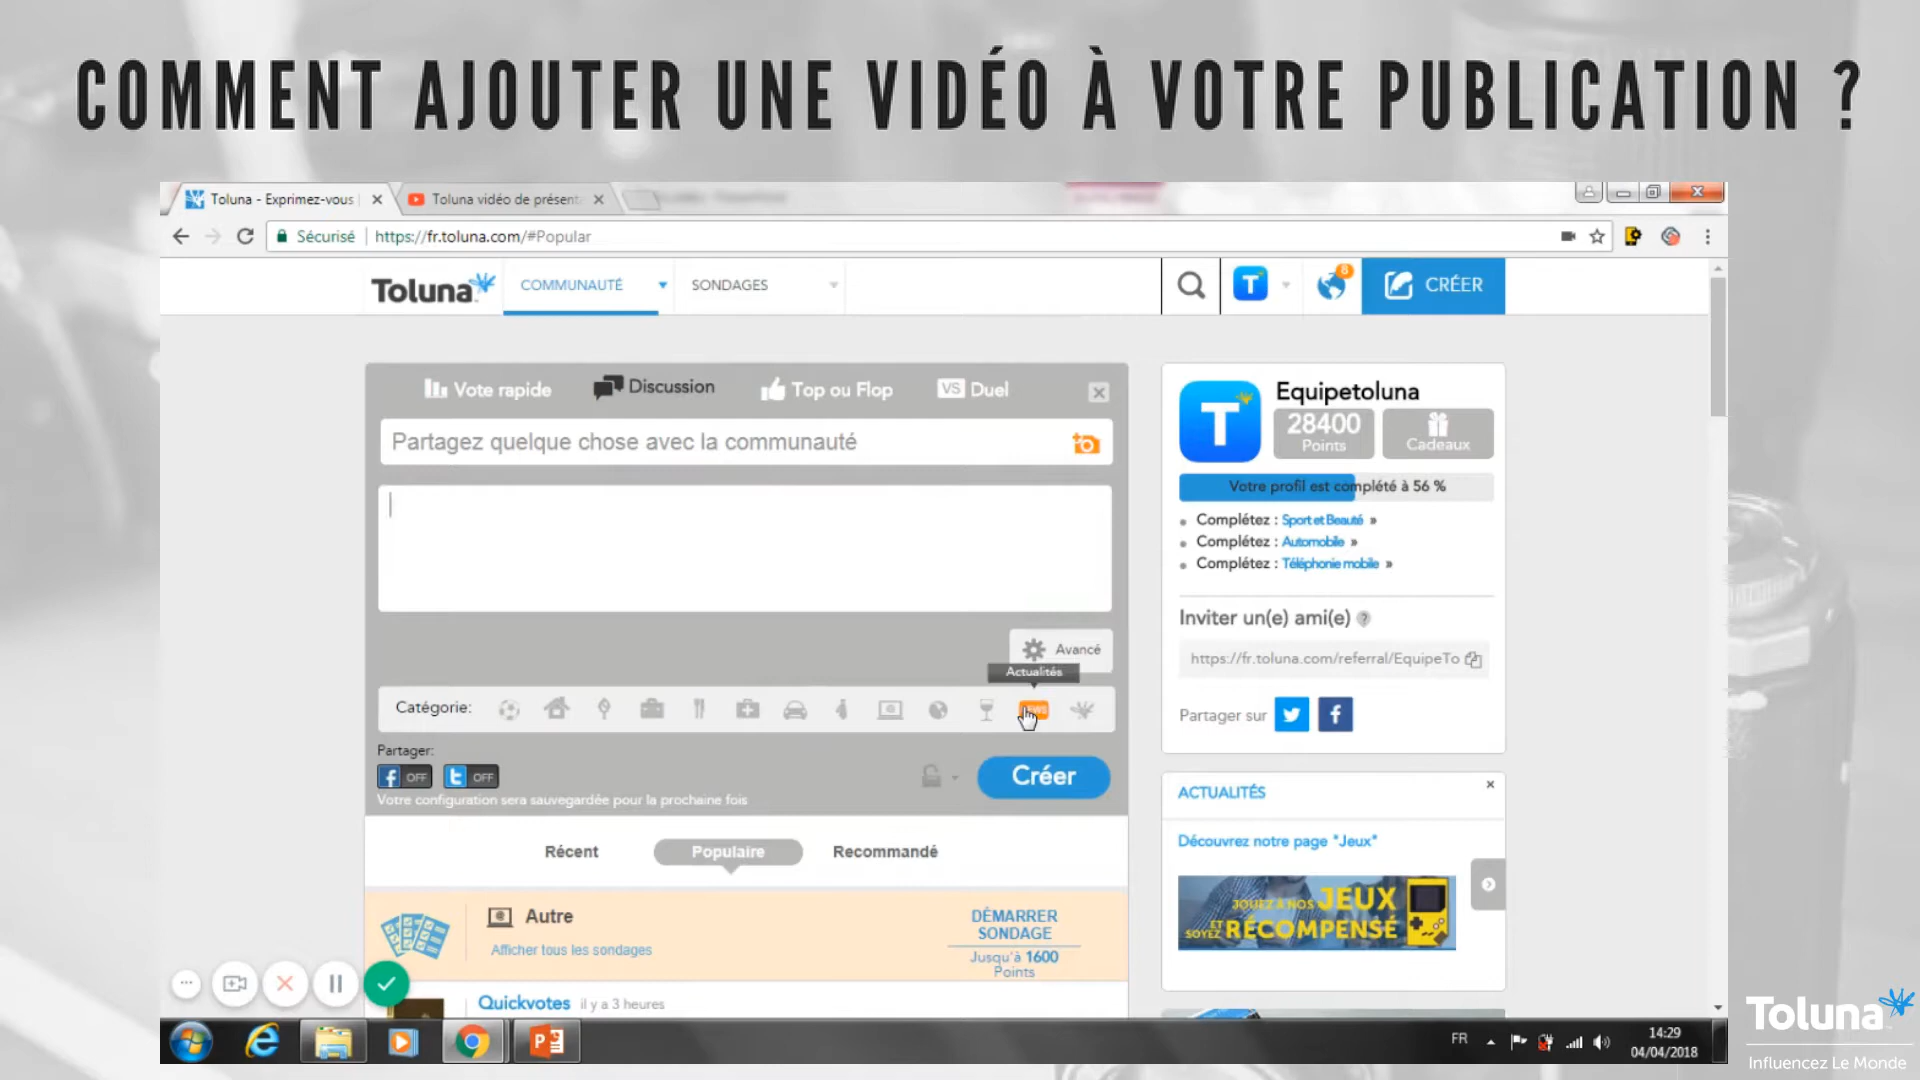 COMMENT AJOUTER UNE VIDÉO À VOTRE PUBLICATION ?
Toluna - Exprimez-vous
Toluna vidéo de présent
Sécurisé
https://fr.toluna.com/#Popular
Toluna
COMMUNAUTÉ
SONDAGES
T
8
CRÉER
Vote rapide
Discussion
Top ou Flop
VS Duel
Partagez quelque chose avec la communauté
Avancé
Actualités
Catégorie:
Partager:
OFF
OFF
Votre configuration sera sauvegardée pour la prochaine fois
Créer
Récent
Populaire
Recommandé
Autre
Afficher tous les sondages
DÉMARRER
SONDAGE
Jusqu'à 1600
Points
Quickvotes il y a 3 heures
T
Equipetoluna
28400
Points
Cadeaux
Votre profil est complété à 56 %
Complétez : Sport et Beauté »
Complétez : Automobile »
Complétez : Téléphonie mobile »
Inviter un(e) ami(e) ?
https://fr.toluna.com/referral/EquipeTo
Partager sur
ACTUALITÉS
Découvrez notre page "Jeux"
JOUEZ À NOS JEUX
ET SOYEZ RÉCOMPENSÉ
FR
14:29
04/04/2018
Toluna
Influencez Le Monde